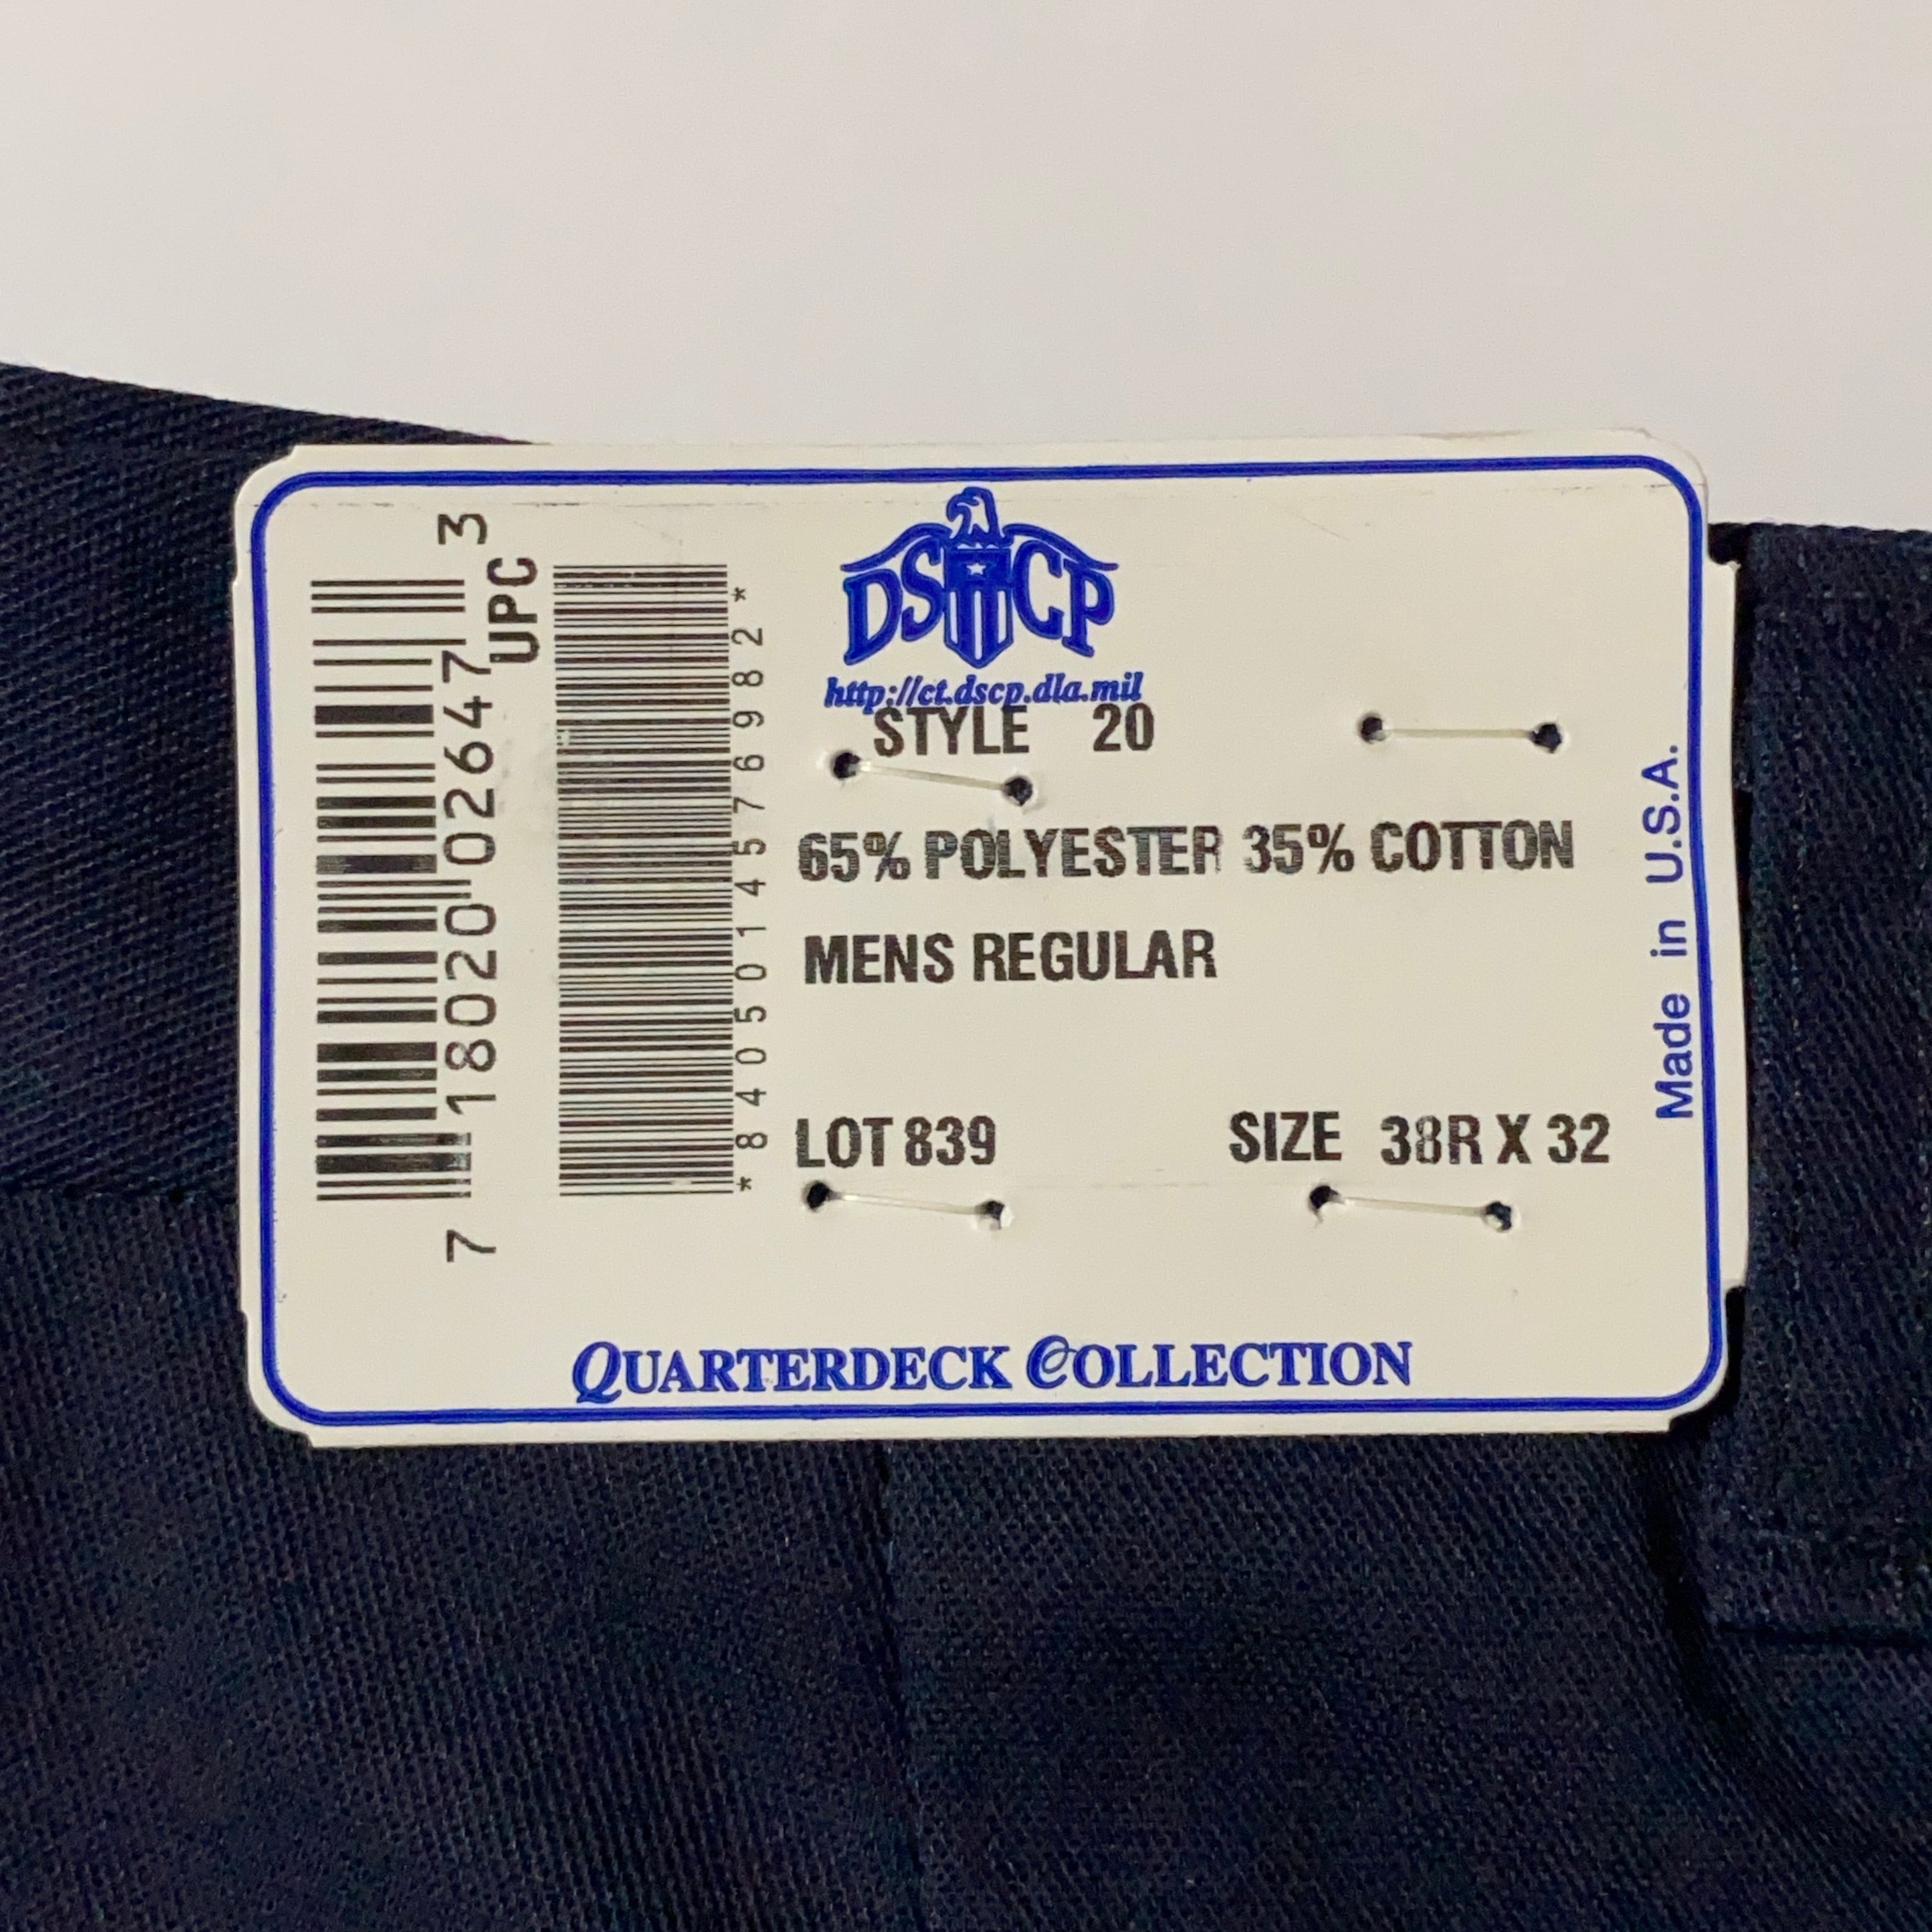 DSCP
http://ct.dscp.dla.mil
STYLE 20
65% POLYESTER 35% COTTON
MENS REGULAR
LOT 839 SIZE 38R X 32
QUARTERDECK COLLECTION
Made in U.S.A.
7 18020 02647 3
UPC
*8405014576982*